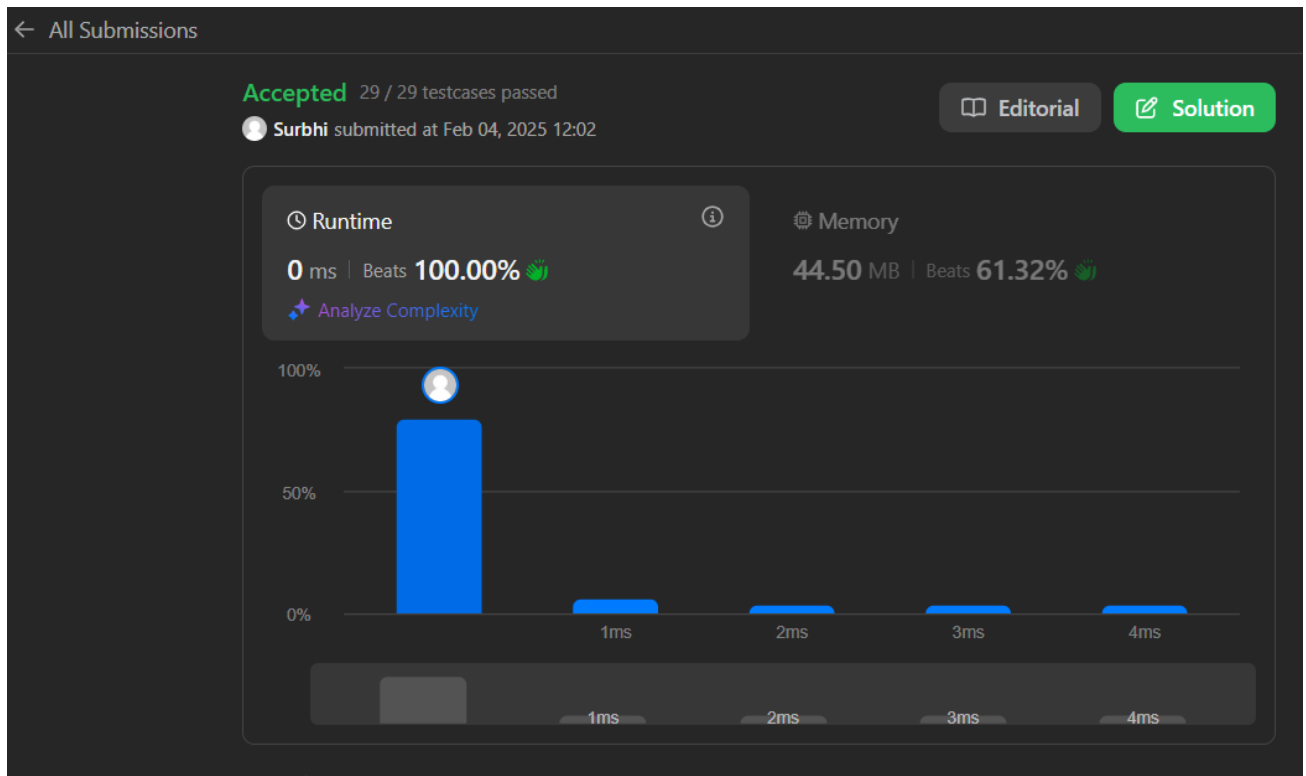 All Submissions
Accepted 29 / 29 testcases passed
Surbhi submitted at Feb 04, 2025 12:02
Editorial
Solution
Runtime
0 ms | Beats 100.00%
Analyze Complexity
Memory
44.50 MB | Beats 61.32%
100%
50%
0%
1ms 2ms 3ms 4ms
1ms 2ms 3ms 4ms